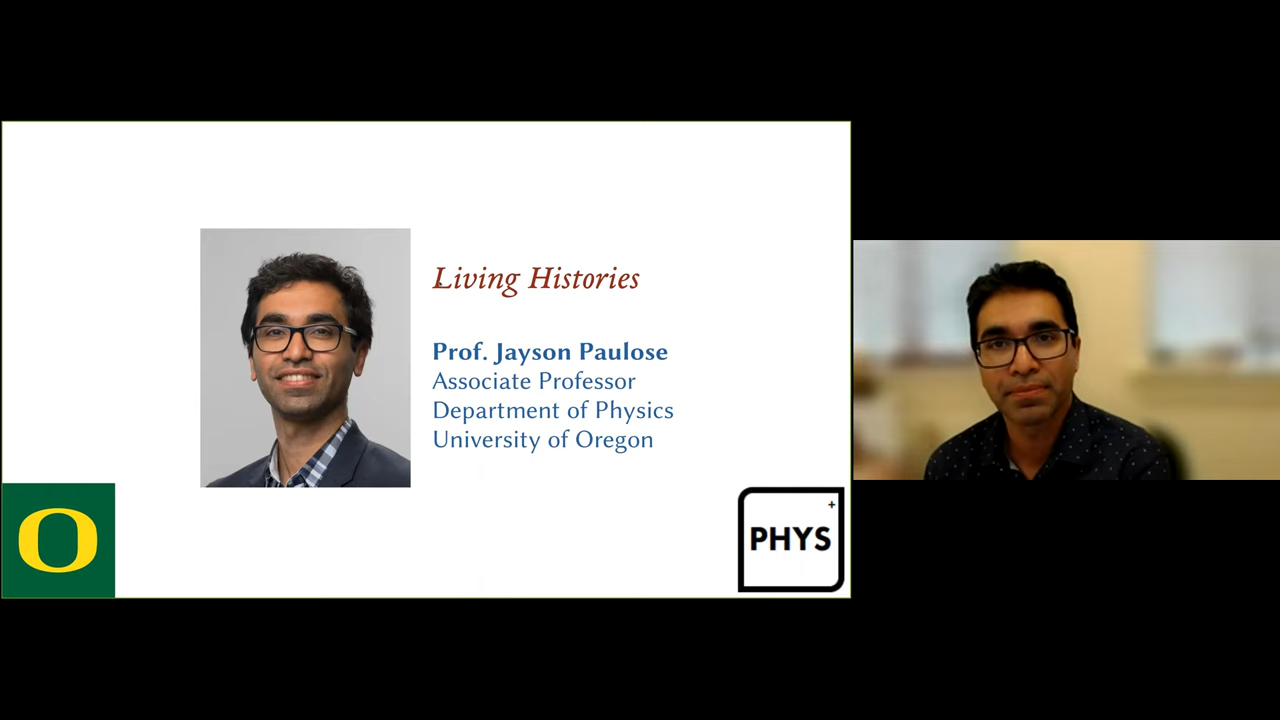 Living Histories
Prof. Jayson Paulose
Associate Professor
Department of Physics
University of Oregon
O
PHYS
+